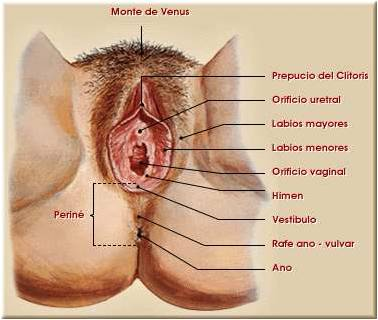 Monte de Venus
Prepucio del Clítoris
Orificio uretral
Labios mayores
Labios menores
Orificio vaginal
Himen
Periné
Vestíbulo
Rafe ano - vulvar
Ano